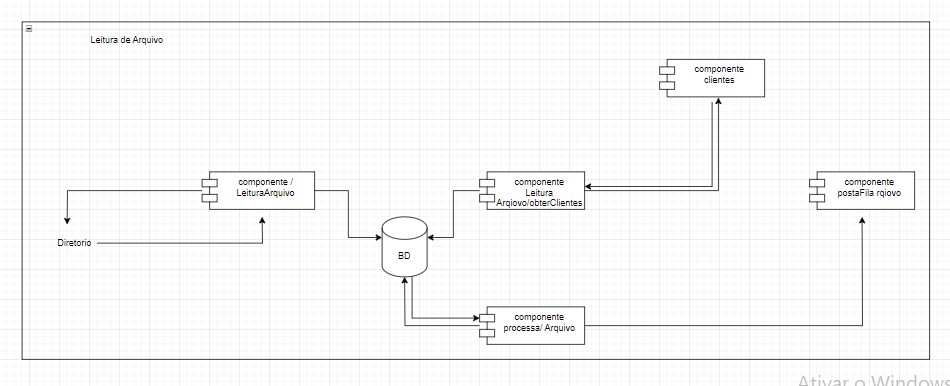 Leitura de Arquivo
componente
clientes
componente /
LeituraArquivo
componente
Leitura
Arqiovo/obterClientes
componente
postaFila rqiovo
Diretorio
BD
componente
processa/ Arquivo
Ativar o Windows